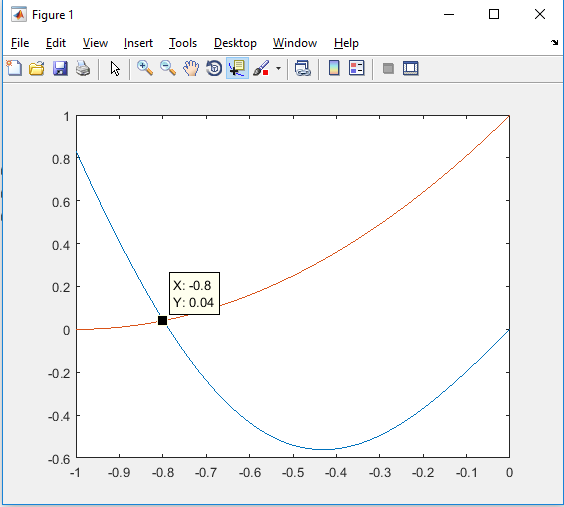 Figure 1
File Edit View Insert Tools Desktop Window Help
1
0.8
0.6
0.4
0.2
0
-0.2
-0.4
-0.6
X: -0.8
Y: 0.04
-1 -0.9 -0.8 -0.7 -0.6 -0.5 -0.4 -0.3 -0.2 -0.1 0